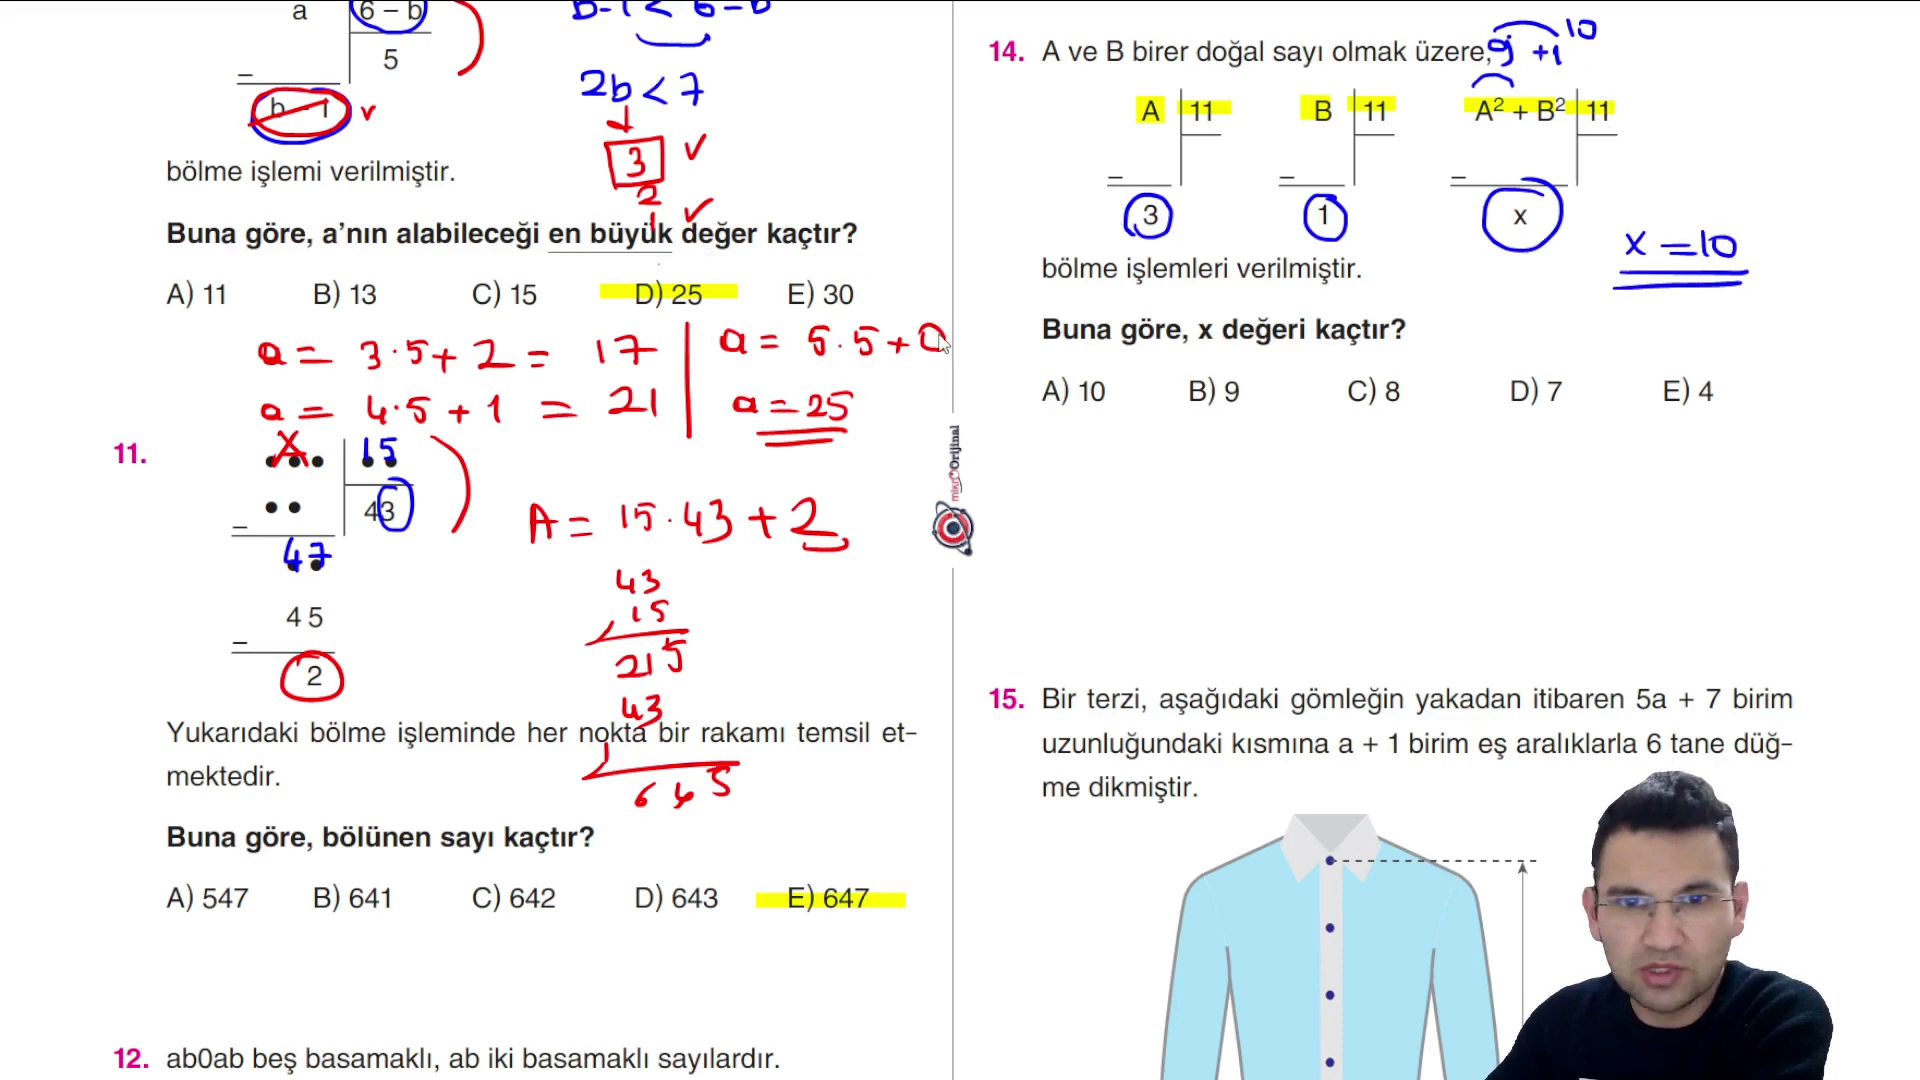 a 6 – b
5
b – 1 v
b-1 < 6-b
2b < 7
3 ✓
2
1 ✓
bölme işlemi verilmiştir.
Buna göre, a’nın alabileceği en büyük değer kaçtır?
A) 11 B) 13 C) 15 D) 25 E) 30
a = 3·5+2 = 17
a = 4·5+1 = 21
a = 5·5+0
a = 25
11.
A 15
43
47
45
2
A = 15·43+2
43
15
215
43
645
Yukarıdaki bölme işleminde her nokta bir rakamı temsil et-
mektedir.
Buna göre, bölünen sayı kaçtır?
A) 547 B) 641 C) 642 D) 643 E) 647
12. ab0ab beş basamaklı, ab iki basamaklı sayılardır.
mikro Orijinal
14. A ve B birer doğal sayı olmak üzere,
9 +1 10
A 11 B 11 A² + B² 11
3 1 x
x = 10
bölme işlemleri verilmiştir.
Buna göre, x değeri kaçtır?
A) 10 B) 9 C) 8 D) 7 E) 4
15. Bir terzi, aşağıdaki gömleğin yakadan itibaren 5a + 7 birim
uzunluğundaki kısmına a + 1 birim eş aralıklarla 6 tane düğ-
me dikmiştir.